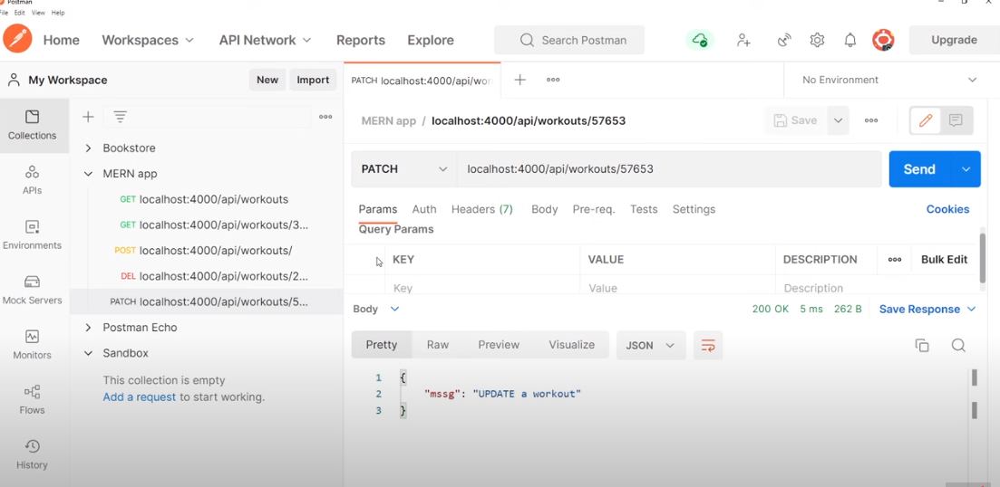 Postman
File Edit View Help
Home Workspaces API Network Reports Explore Search Postman Upgrade
My Workspace New Import
PATCH localhost:4000/api/wor
No Environment
Collections
APIs
Environments
Mock Servers
Monitors
Flows
History
Bookstore
MERN app
GET localhost:4000/api/workouts
GET localhost:4000/api/workouts/3...
POST localhost:4000/api/workouts/
DEL localhost:4000/api/workouts/2...
PATCH localhost:4000/api/workouts/5...
Postman Echo
Sandbox
This collection is empty
Add a request to start working.
MERN app / localhost:4000/api/workouts/57653 Save
PATCH localhost:4000/api/workouts/57653 Send
Params Auth Headers (7) Body Pre-req. Tests Settings Cookies
Query Params
KEY VALUE DESCRIPTION Bulk Edit
Key Value Description
Body 200 OK 5 ms 262 B Save Response
Pretty Raw Preview Visualize JSON
1 {
2 "mssg": "UPDATE a workout"
3 }